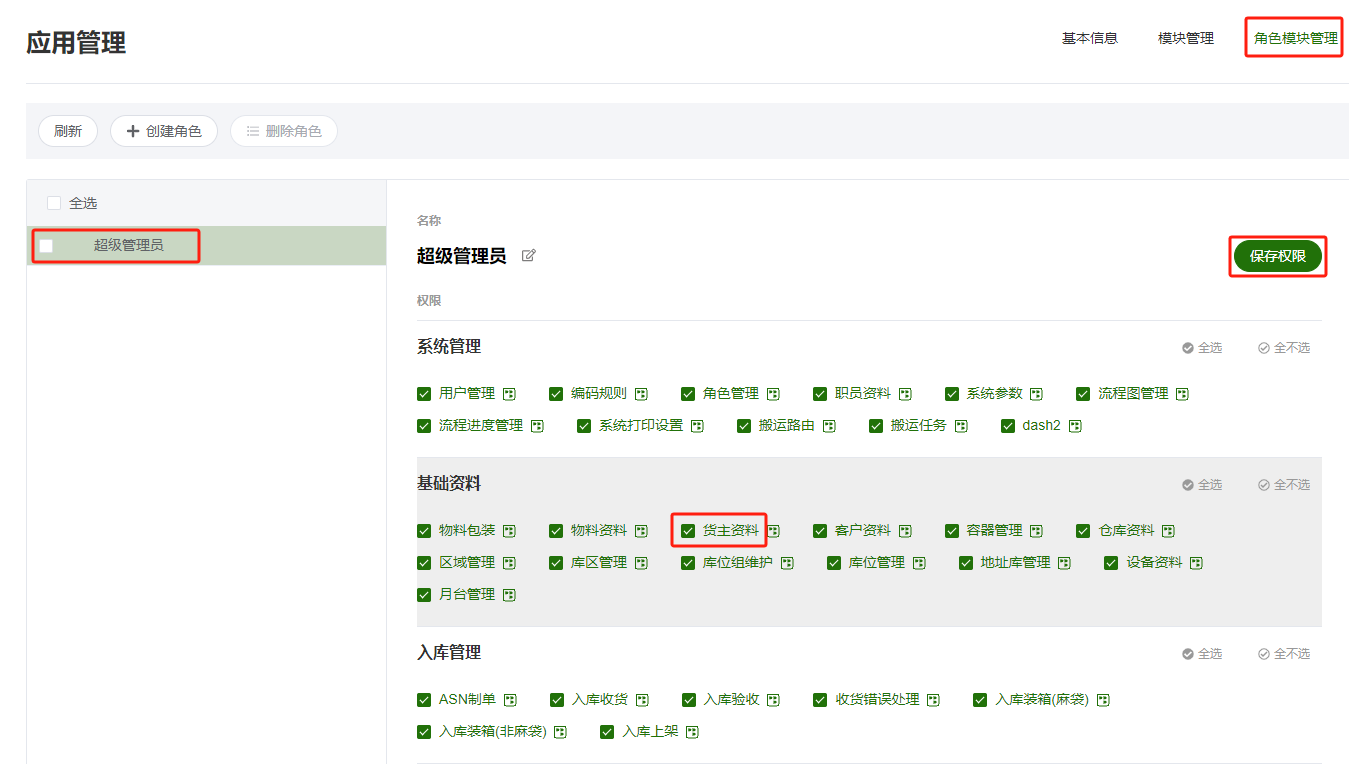 应用管理
基本信息 模块管理 角色模块管理
刷新 创建角色 删除角色
全选
超级管理员
名称
超级管理员
保存权限
权限
系统管理 全选 全不选
用户管理 编码规则 角色管理 职员资料 系统参数 流程图管理
流程进度管理 系统打印设置 搬运路由 搬运任务 dash2
基础资料 全选 全不选
物料包装 物料资料 货主资料 客户资料 容器管理 仓库资料
区域管理 库区管理 库位组维护 库位管理 地址库管理 设备资料
月台管理
入库管理 全选 全不选
ASN制单 入库收货 入库验收 收货错误处理 入库装箱(麻袋)
入库装箱(非麻袋) 入库上架